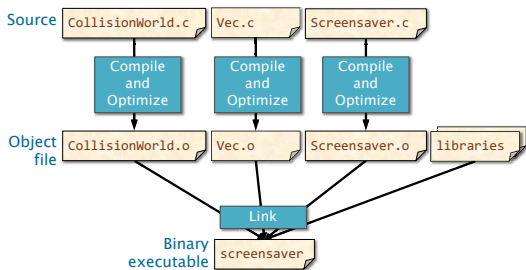 Source
CollisionWorld.c
Vec.c
Screensaver.c
Compile
and
Optimize
Compile
and
Optimize
Compile
and
Optimize
Object
file
CollisionWorld.o
Vec.o
Screensaver.o
libraries
Link
Binary
executable
screensaver